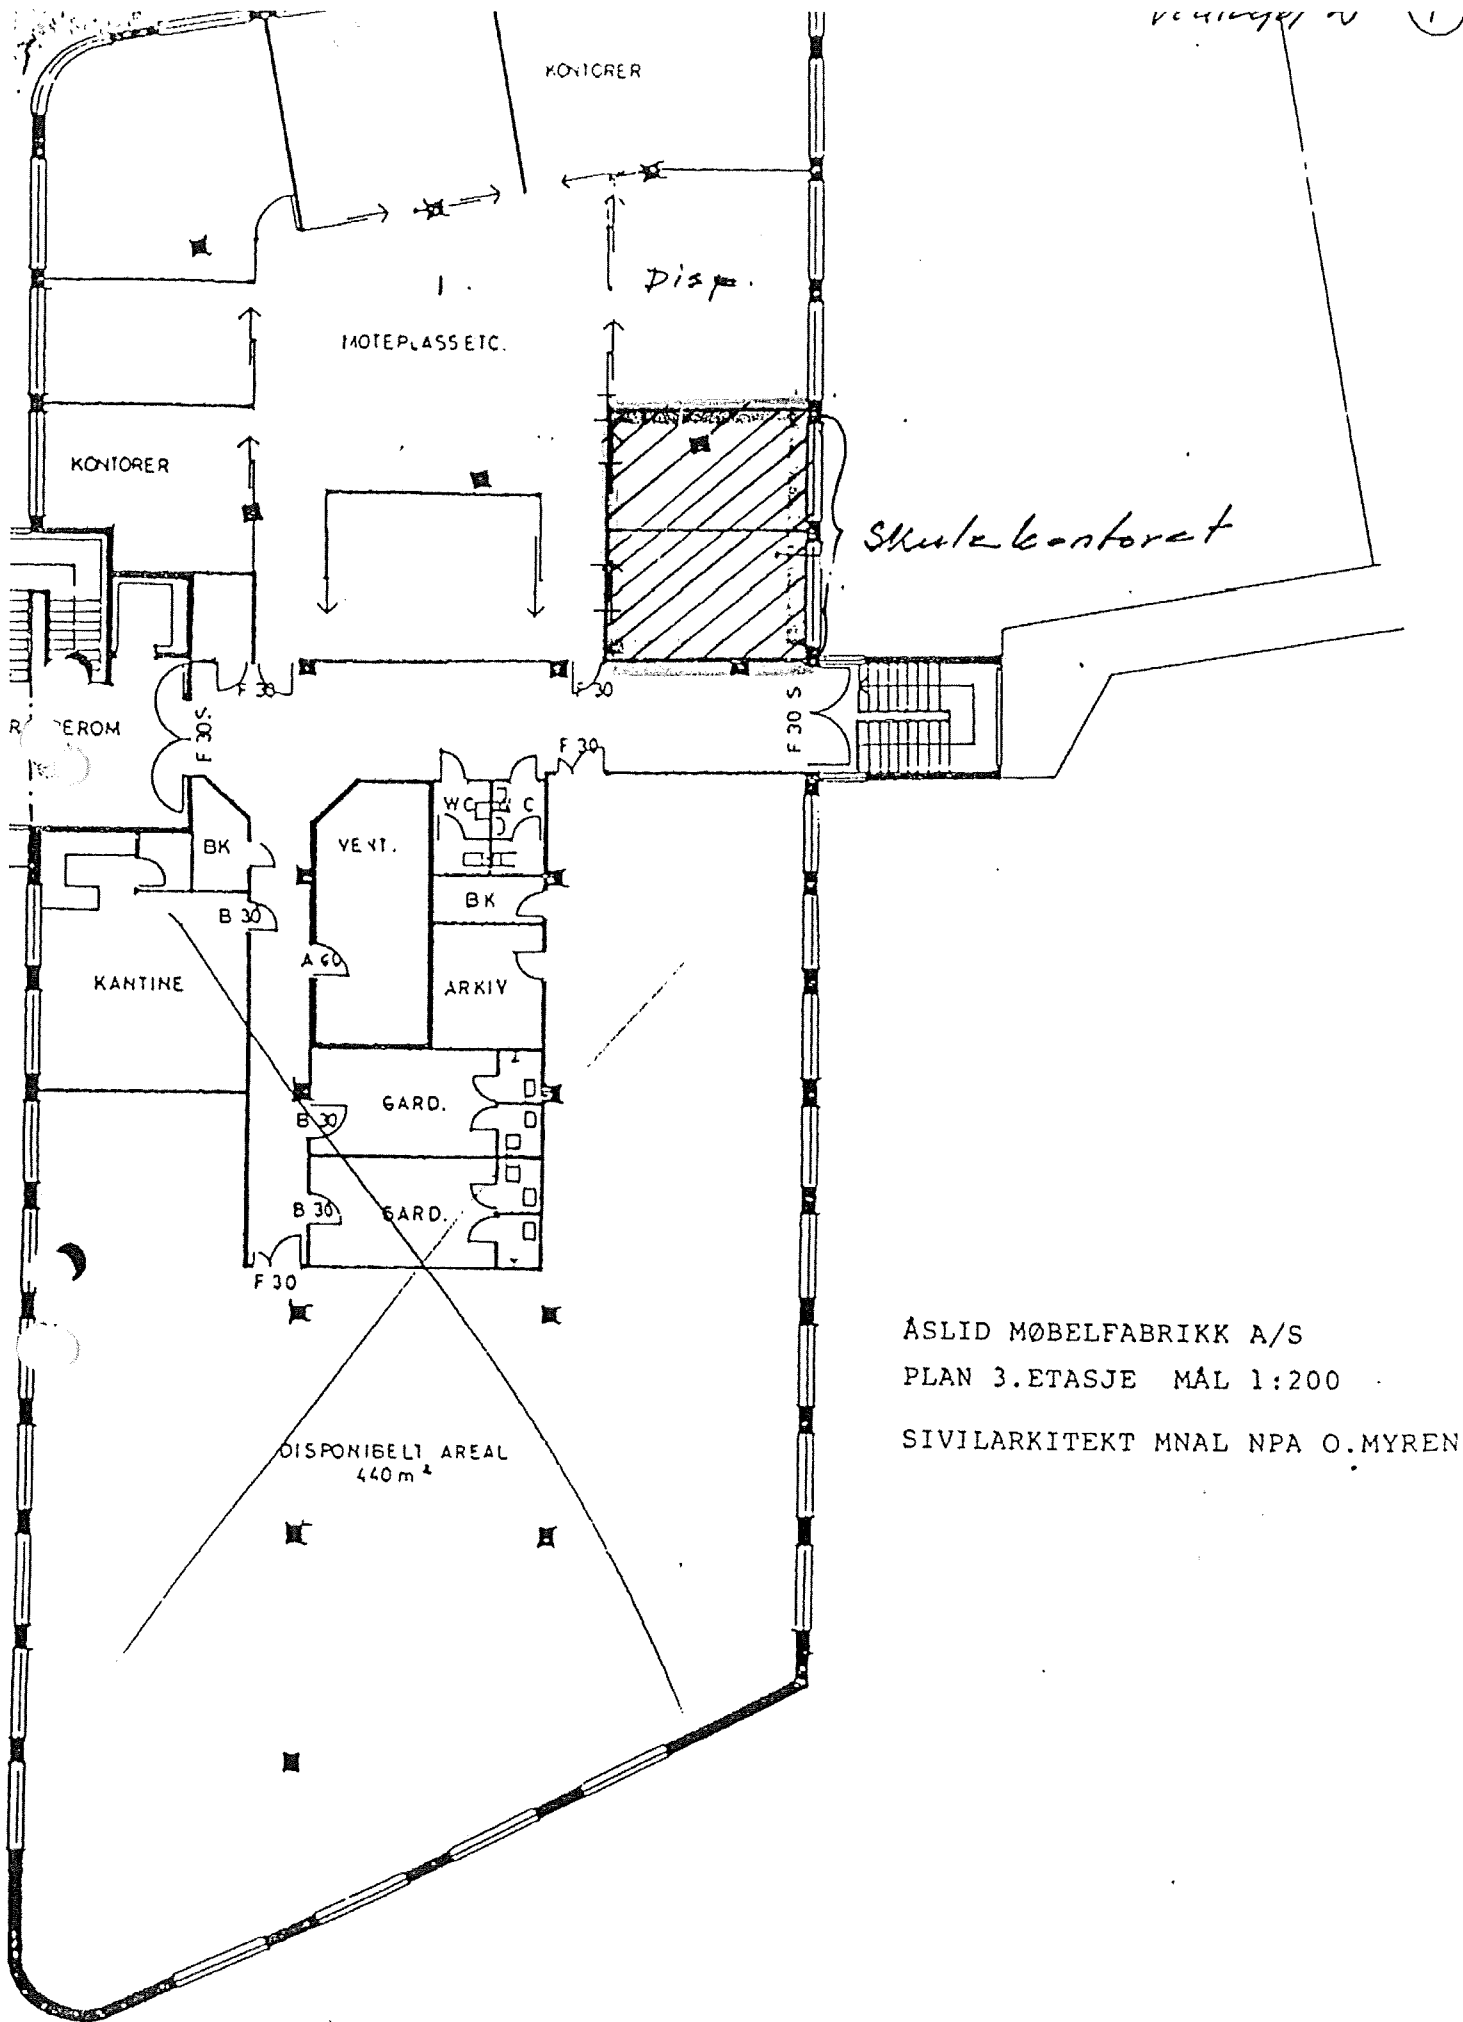 KONTORER
Disp.
1.
MOTEPLASS ETC.
KONTORER
Skulekontoret
F 30
F 30
F 30 S
F 30 S
F 30
WC
BK
VENT.
BK
B 30
A 60
KANTINE
ARKIV
GARD.
B 30
B 30
GARD.
F 30
ÅSLID MØBELFABRIKK A/S
PLAN 3.ETASJE MÅL 1:200
SIVILARKITEKT MNAL NPA O.MYREN
DISPONIBELT AREAL
440 m²